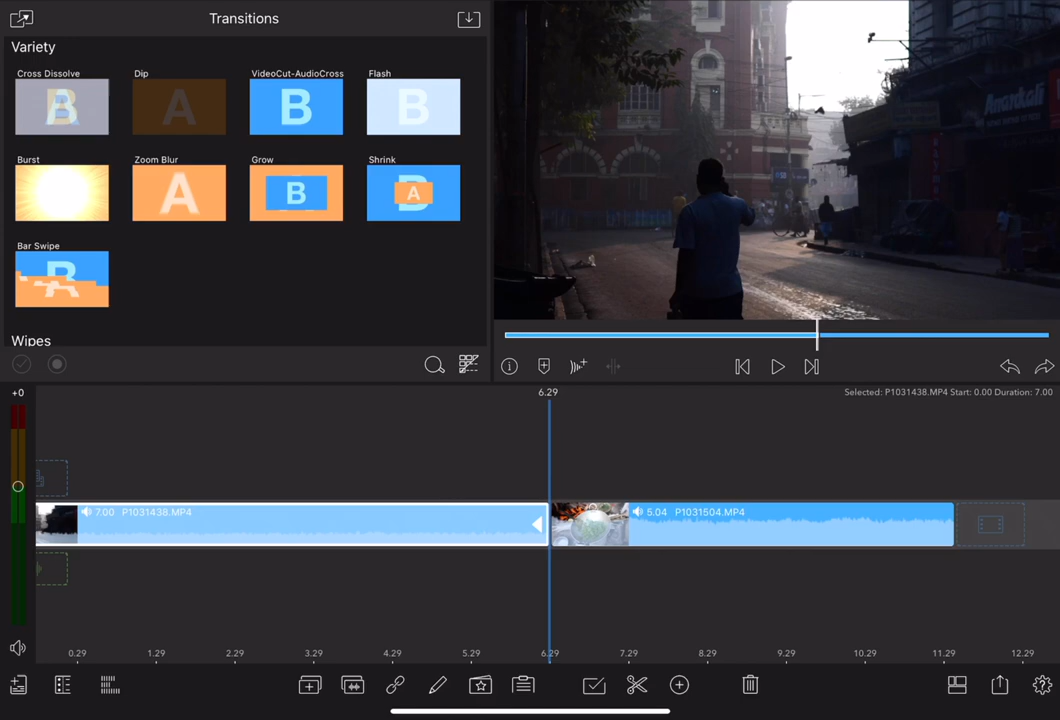 Transitions
Variety
Cross Dissolve
Dip
VideoCut-AudioCross
Flash
B
A
B
B
Burst
Zoom Blur
Grow
Shrink
A
B
A
Bar Swipe
Wipes
Amarkali
+0
6.29
Selected: P1031438.MP4 Start: 0.00 Duration: 7.00
7.00 P1031438.MP4
5.04 P1031504.MP4
0.29 1.29 2.29 3.29 4.29 5.29 6.29 7.29 8.29 9.29 10.29 11.29 12.29